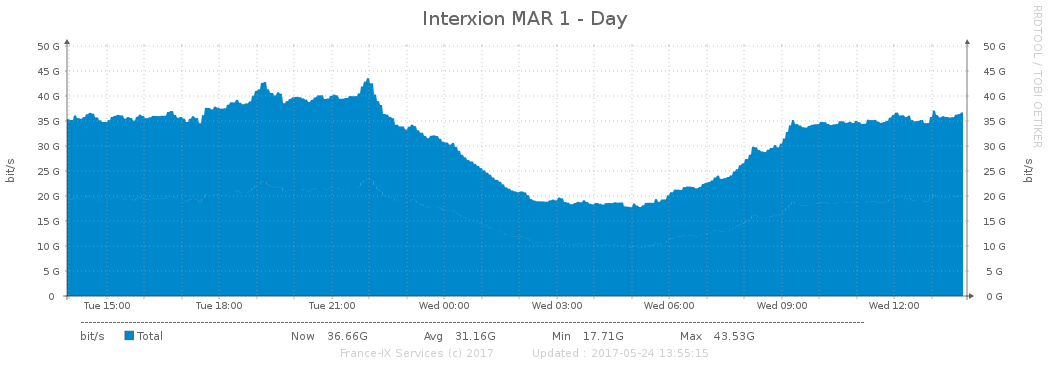 Interxion MAR 1 - Day
RRDTOOL / TOBI OETIKER
50 G 50 G
45 G 45 G
40 G 40 G
35 G 35 G
30 G 30 G
25 G 25 G
20 G 20 G
15 G 15 G
10 G 10 G
5 G 5 G
0 0 G
bit/s bit/s
Tue 15:00 Tue 18:00 Tue 21:00 Wed 00:00 Wed 03:00 Wed 06:00 Wed 09:00 Wed 12:00
bit/s Total Now 36.66G Avg 31.16G Min 17.71G Max 43.53G
France-IX Services (c) 2017 Updated : 2017-05-24 13:55:15